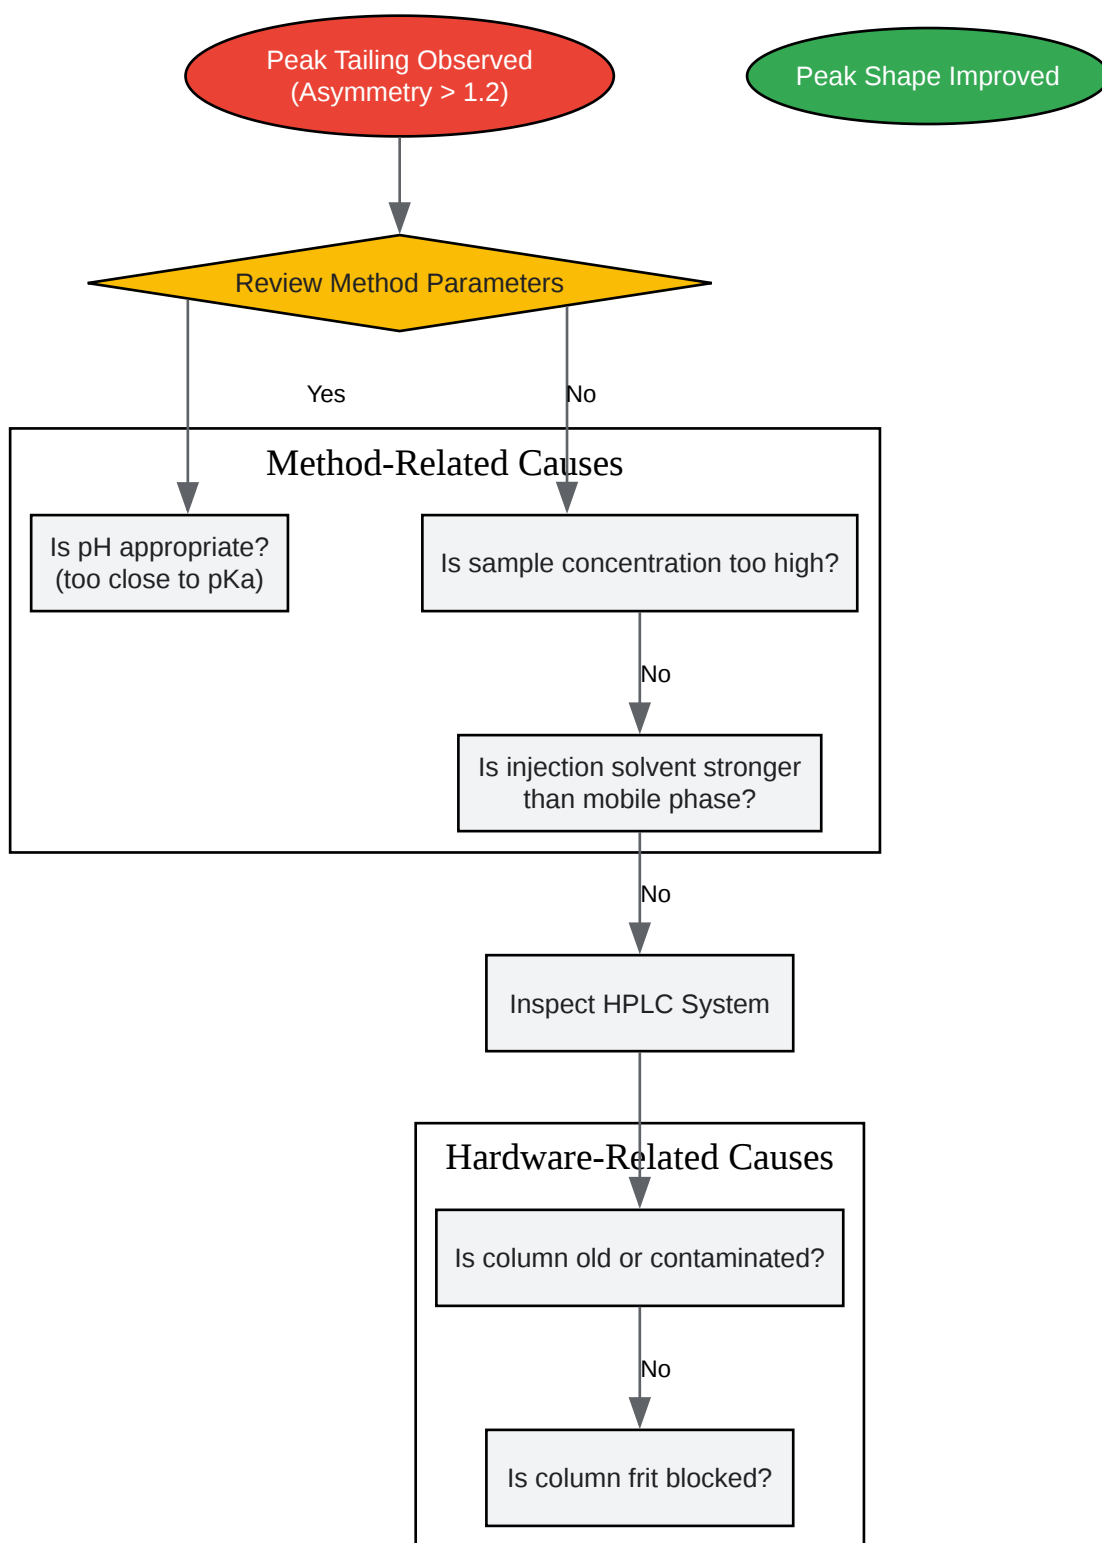 Peak Tailing Observed
(Asymmetry > 1.2)
Peak Shape Improved
Review Method Parameters
Yes
No
Method-Related Causes
Is pH appropriate?
(too close to pKa)
Is sample concentration too high?
No
Is injection solvent stronger
than mobile phase?
No
Inspect HPLC System
Hardware-Related Causes
Is column old or contaminated?
No
Is column frit blocked?